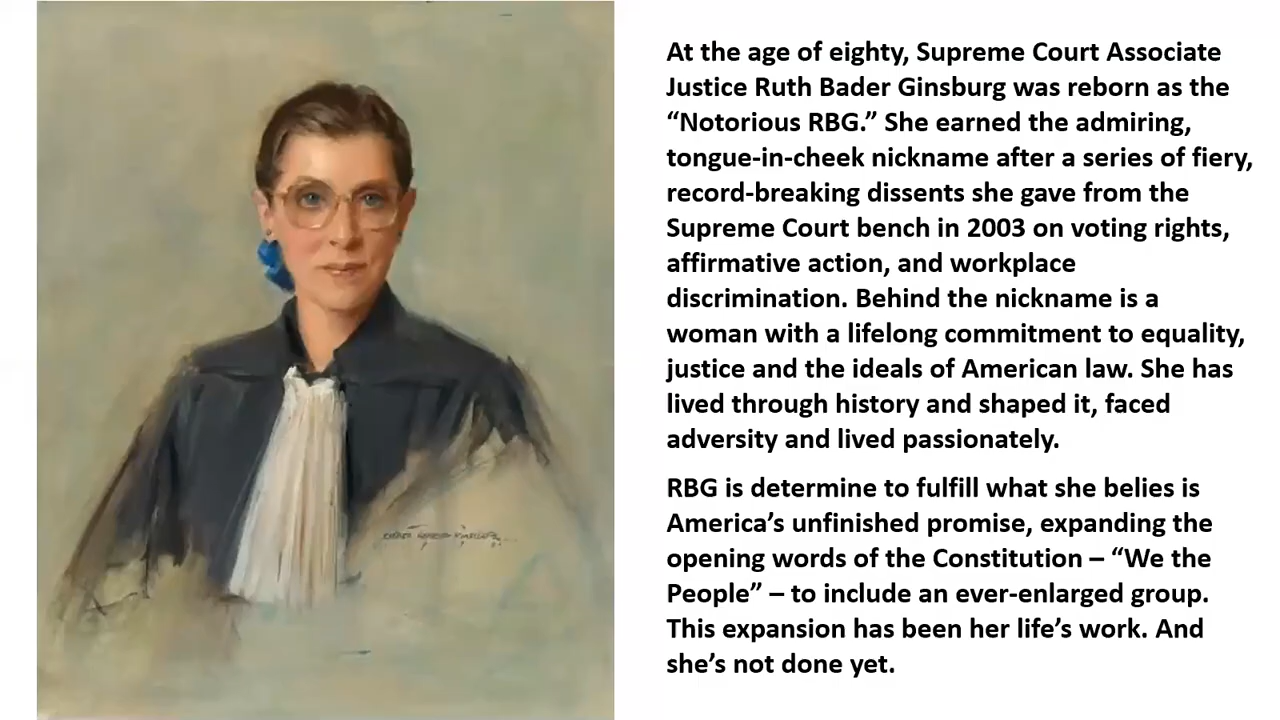 At the age of eighty, Supreme Court Associate
Justice Ruth Bader Ginsburg was reborn as the
“Notorious RBG.” She earned the admiring,
tongue-in-cheek nickname after a series of fiery,
record-breaking dissents she gave from the
Supreme Court bench in 2003 on voting rights,
affirmative action, and workplace
discrimination. Behind the nickname is a
woman with a lifelong commitment to equality,
justice and the ideals of American law. She has
lived through history and shaped it, faced
adversity and lived passionately.
RBG is determine to fulfill what she belies is
America’s unfinished promise, expanding the
opening words of the Constitution – “We the
People” – to include an ever-enlarged group.
This expansion has been her life’s work. And
she’s not done yet.